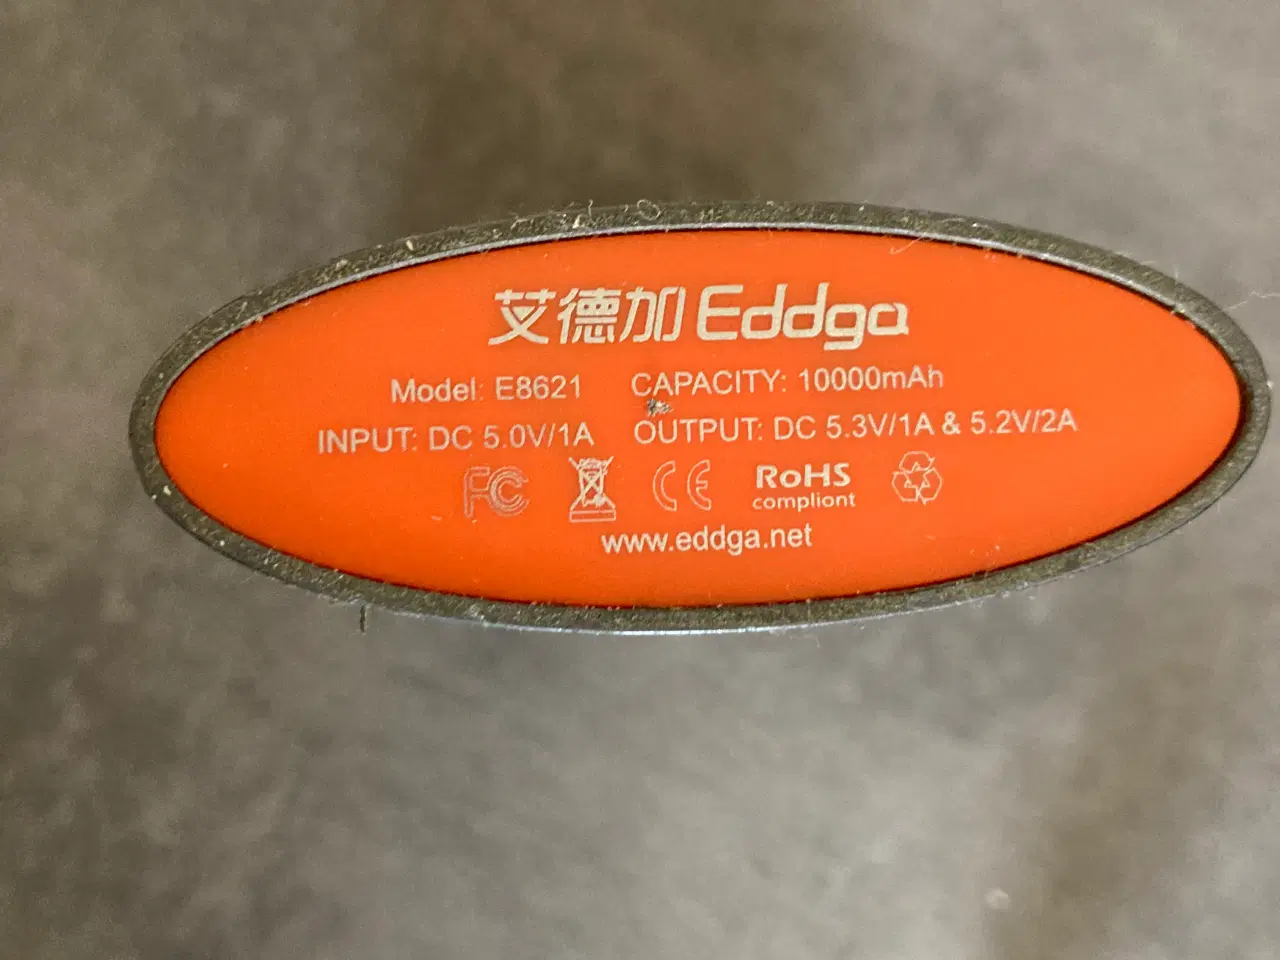 艾德加 Eddga
Model: E8621 CAPACITY: 10000mAh
INPUT: DC 5.0V/1A OUTPUT: DC 5.3V/1A & 5.2V/2A
FC CE RoHS
compliont
www.eddga.net